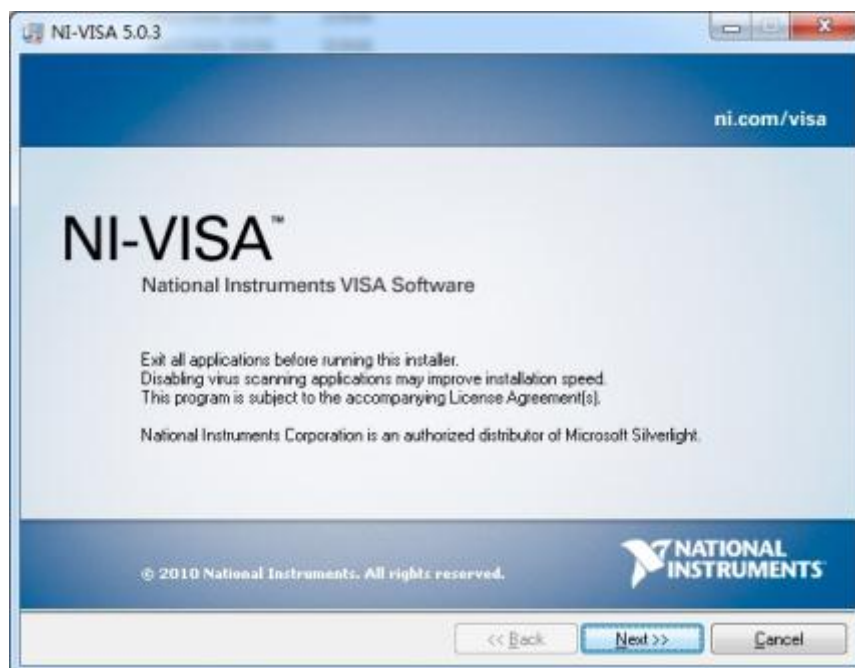 NI-VISA 5.0.3
ni.com/visa
NI-VISA™
National Instruments VISA Software
Exit all applications before running this installer.
Disabling virus scanning applications may improve installation speed.
This program is subject to the accompanying License Agreement(s).
National Instruments Corporation is an authorized distributor of Microsoft Silverlight.
© 2010 National Instruments. All rights reserved.
NATIONAL
INSTRUMENTS
<< Back
Next >>
Cancel